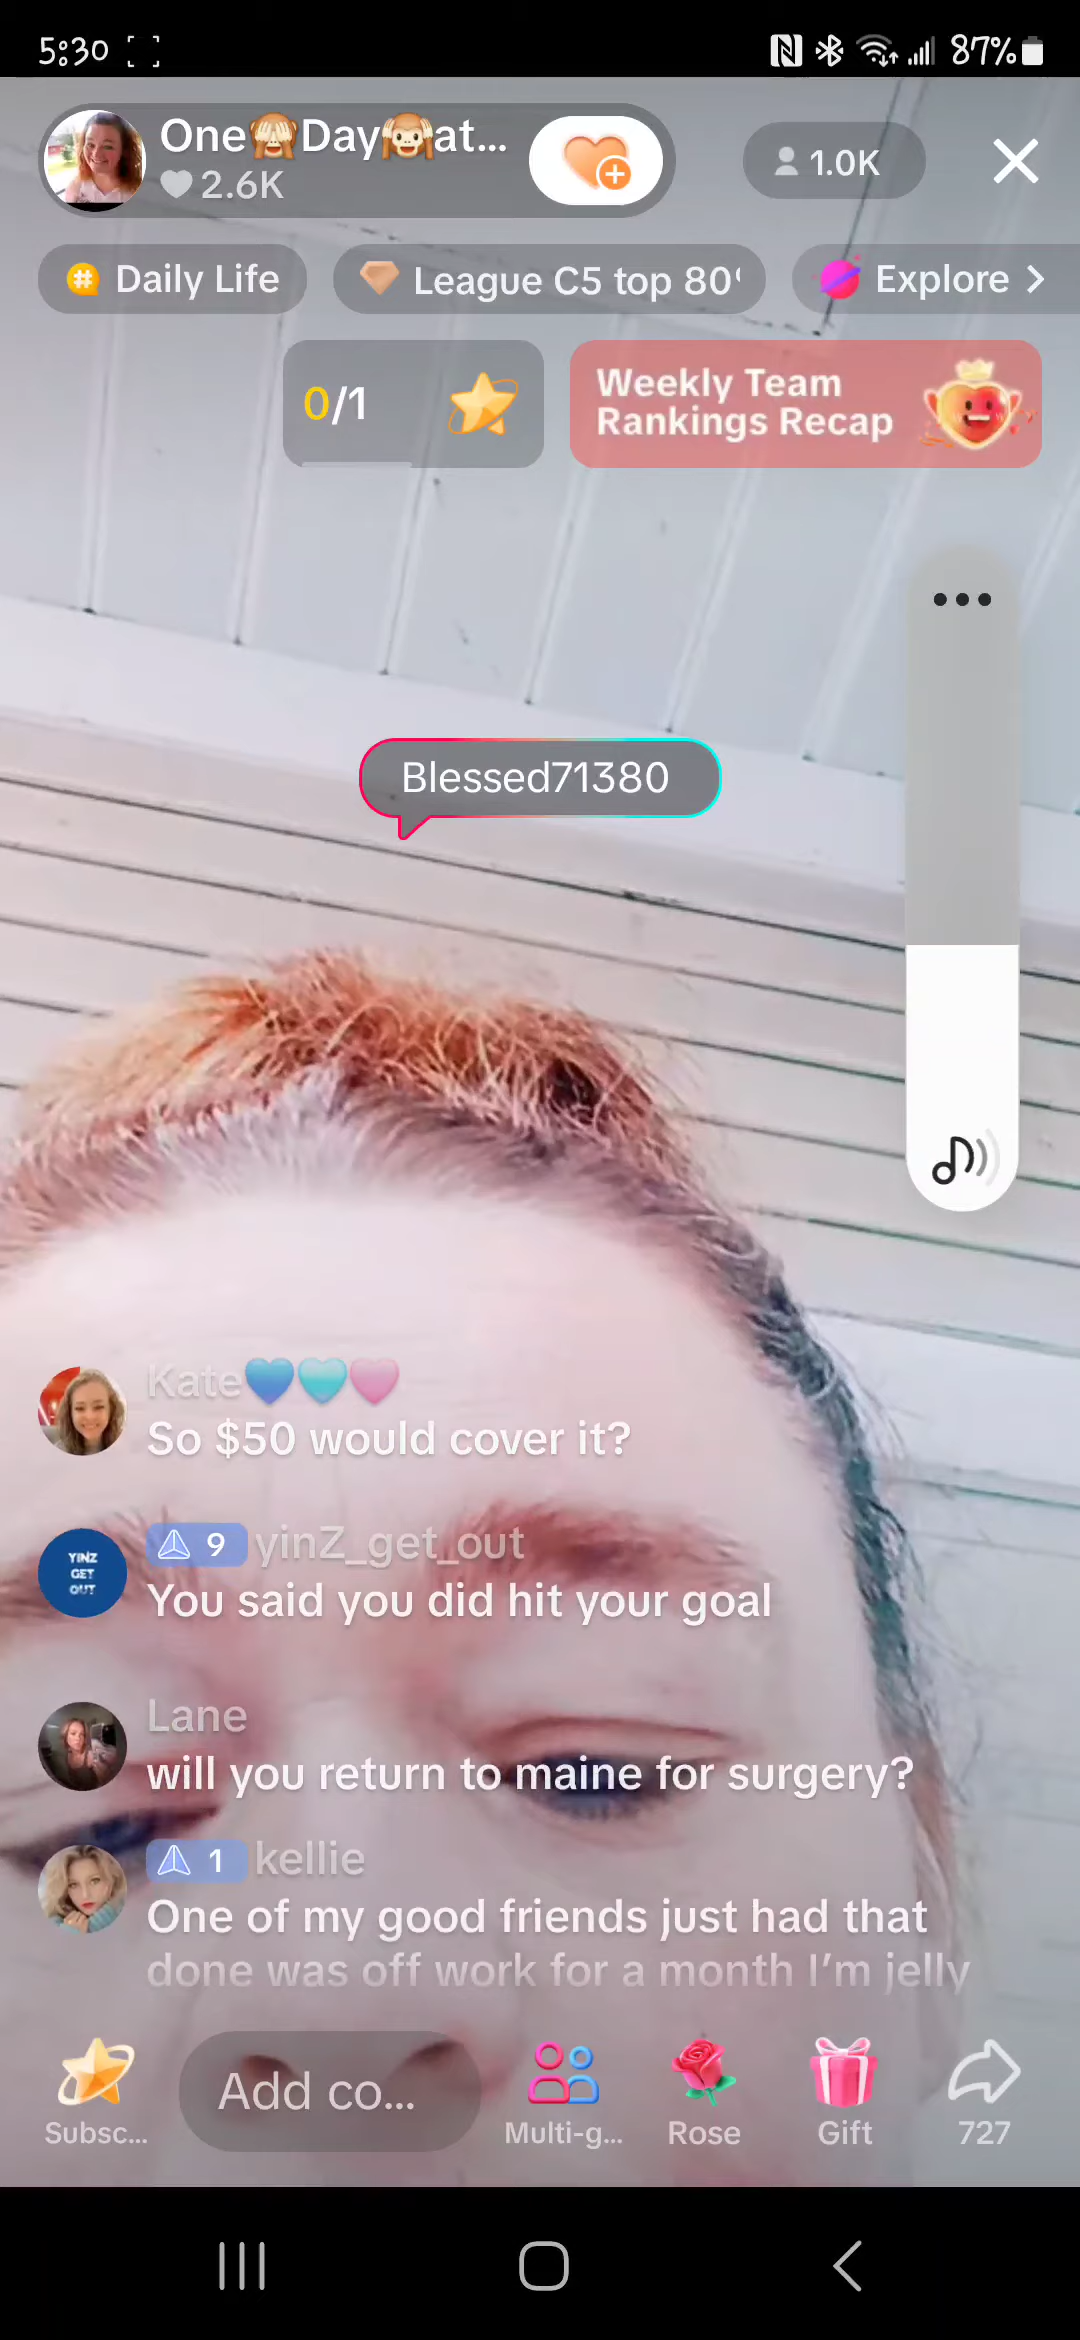 5:30
87%
One🙈Day🙉at...
2.6K
1.0K
Daily Life
League C5 top 80
Explore
0/1
Weekly Team
Rankings Recap
Blessed71380
Kate💙🩵🩷
So $50 would cover it?
YINZ
GET
OUT
9 yinZ_get_out
You said you did hit your goal
Lane
will you return to maine for surgery?
1 kellie
One of my good friends just had that
done was off work for a month I'm jelly
Add co...
Subsc...
Multi-g...
Rose
Gift
727